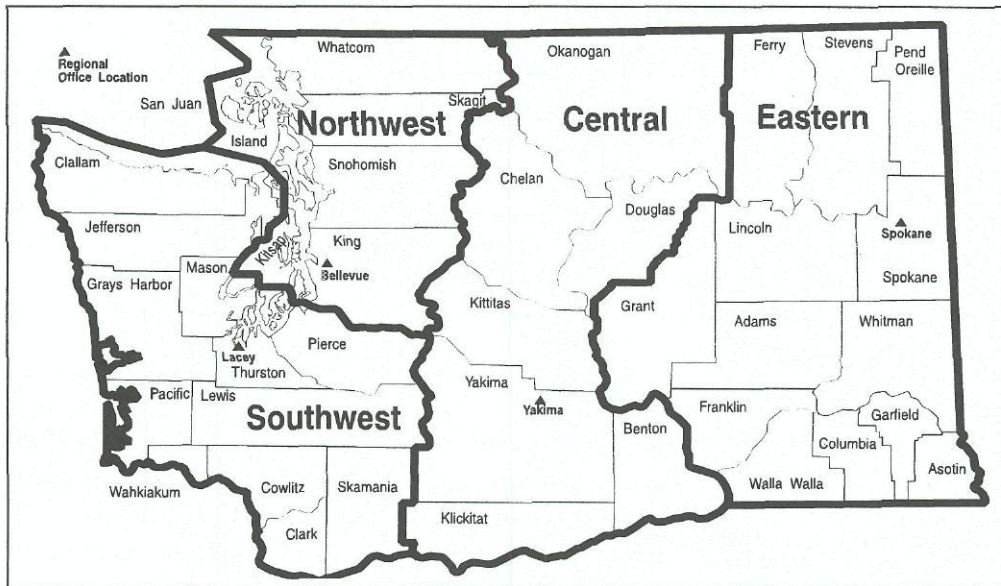 Regional
Office Location
San Juan
Whatcom
Skagit
Northwest
Island
Snohomish
Clallam
Jefferson
Kitsap
King
Bellevue
Mason
Grays Harbor
Pierce
Lacey
Thurston
Pacific
Lewis
Southwest
Wahkiakum
Cowlitz
Skamania
Clark
Okanogan
Central
Chelan
Douglas
Kittitas
Yakima
Yakima
Benton
Klickitat
Ferry
Stevens
Pend
Oreille
Eastern
Lincoln
Spokane
Spokane
Grant
Adams
Whitman
Franklin
Garfield
Columbia
Walla Walla
Asotin